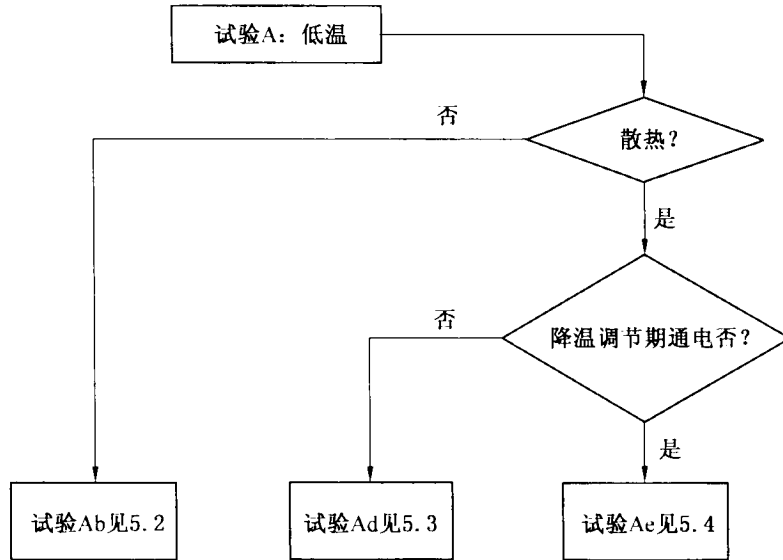 试验A：低温
否
散热？
是
否
降温调节期通电否？
是
试验Ab见5.2
试验Ad见5.3
试验Ae见5.4